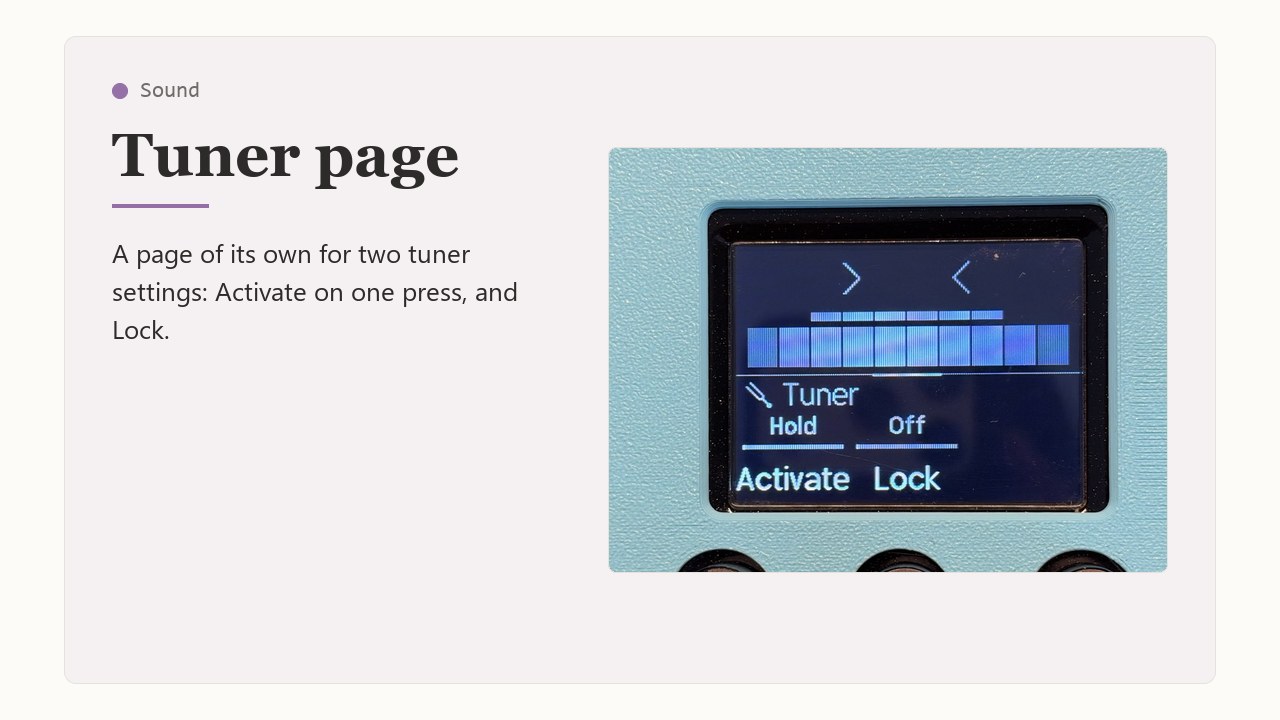 Sound
Tuner page
A page of its own for two tuner
settings: Activate on one press, and
Lock.
Tuner
Hold Off
Activate Lock